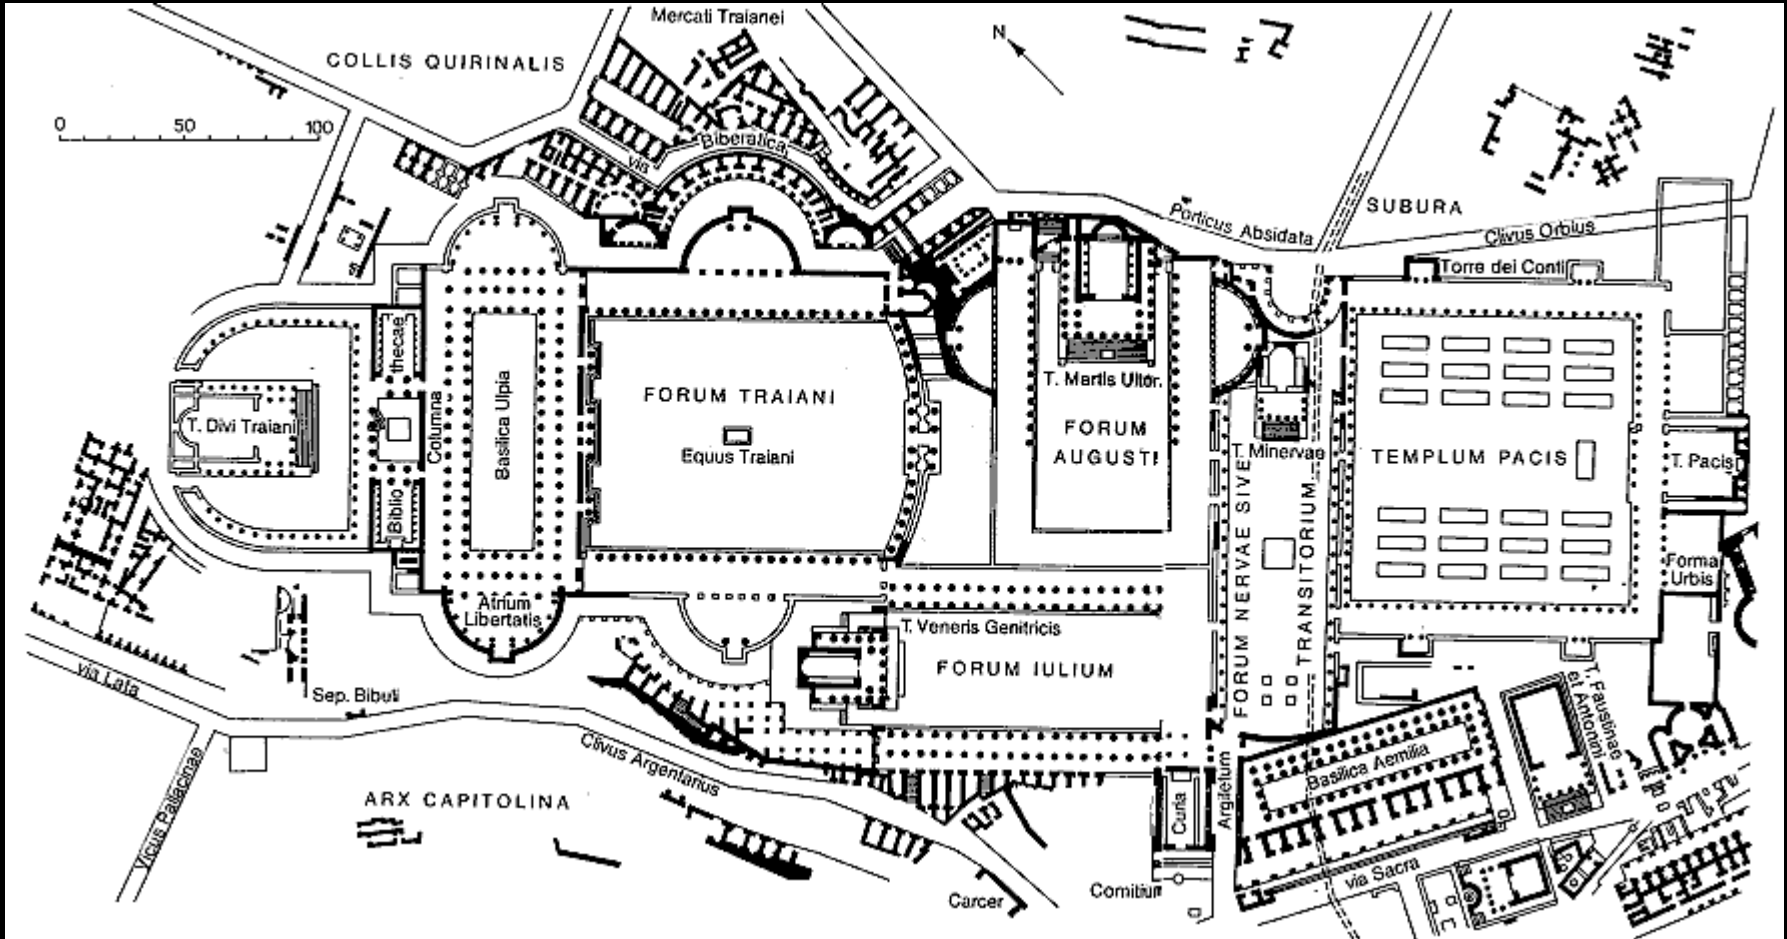 Mercati Traianei
COLLIS QUIRINALIS
N
0 50 100
via Biberatica
Porticus Absidata
SUBURA
Clivus Orbius
Torre dei Conti
thecae
T. Divi Traiani
Columna
Basilica Ulpia
FORUM TRAIANI
Equus Traiani
T. Martis Ultor.
FORUM
AUGUSTI
T. Minervae
TEMPLUM PACIS
T. Pacis
Biblio
FORUM NERVAE SIVE
TRANSITORIUM
Forma
Urbis
Atrium
Libertatis
T. Veneris Genitricis
FORUM IULIUM
via Lata
Sep. Bibuli
T. Faustinae
et Antonini
Clivus Argentarius
Basilica Aemilia
Vicus Pallacinae
ARX CAPITOLINA
Curia
Argiletum
via Sacra
Carcer
Comitium